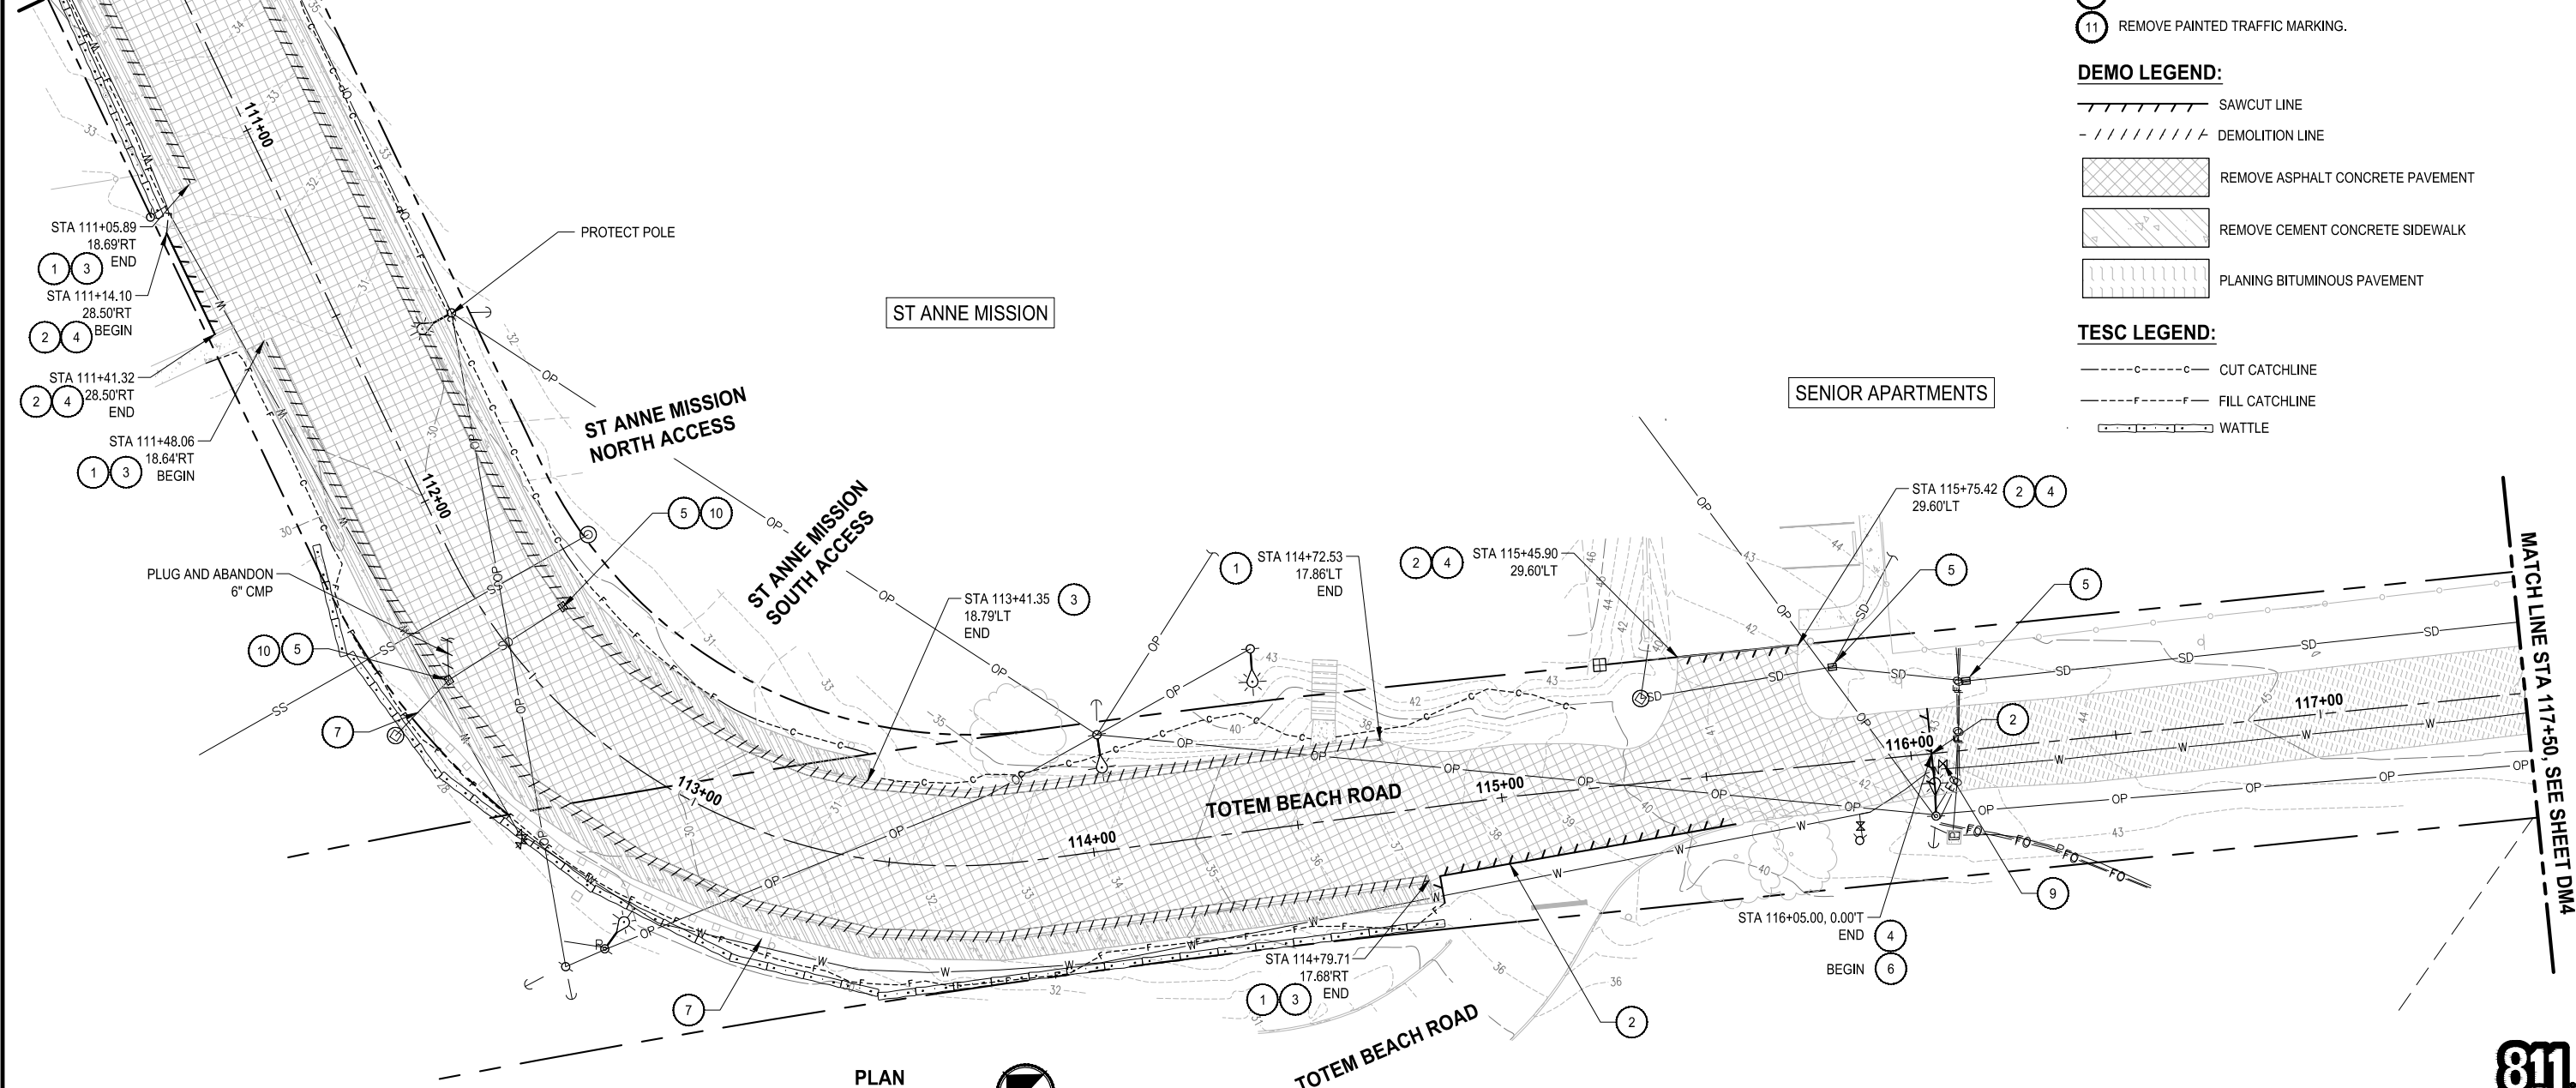 11 REMOVE PAINTED TRAFFIC MARKING.
DEMO LEGEND:
SAWCUT LINE
DEMOLITION LINE
REMOVE ASPHALT CONCRETE PAVEMENT
REMOVE CEMENT CONCRETE SIDEWALK
PLANING BITUMINOUS PAVEMENT
TESC LEGEND:
C C CUT CATCHLINE
F F FILL CATCHLINE
WATTLE
111+00
STA 111+05.89
18.69'RT
END
1 3
STA 111+14.10
28.50'RT
BEGIN
2 4
STA 111+41.32
28.50'RT
END
2 4
STA 111+48.06
18.64'RT
BEGIN
1 3
PROTECT POLE
ST ANNE MISSION
ST ANNE MISSION
NORTH ACCESS
ST ANNE MISSION
SOUTH ACCESS
SENIOR APARTMENTS
112+00
5 10
PLUG AND ABANDON
6" CMP
10 5
7
STA 113+41.35 3
18.79'LT
END
1 STA 114+72.53
17.86'LT
END
2 4 STA 115+45.90
29.60'LT
STA 115+75.42 2 4
29.60'LT
5
5
2
113+00
114+00
TOTEM BEACH ROAD
115+00
116+00
117+00
MATCH LINE STA 117+50, SEE SHEET DM4
9
STA 116+05.00, 0.00'T
END 4
BEGIN 6
STA 114+79.71
17.68'RT
END
1 3
2
7
TOTEM BEACH ROAD
PLAN
811